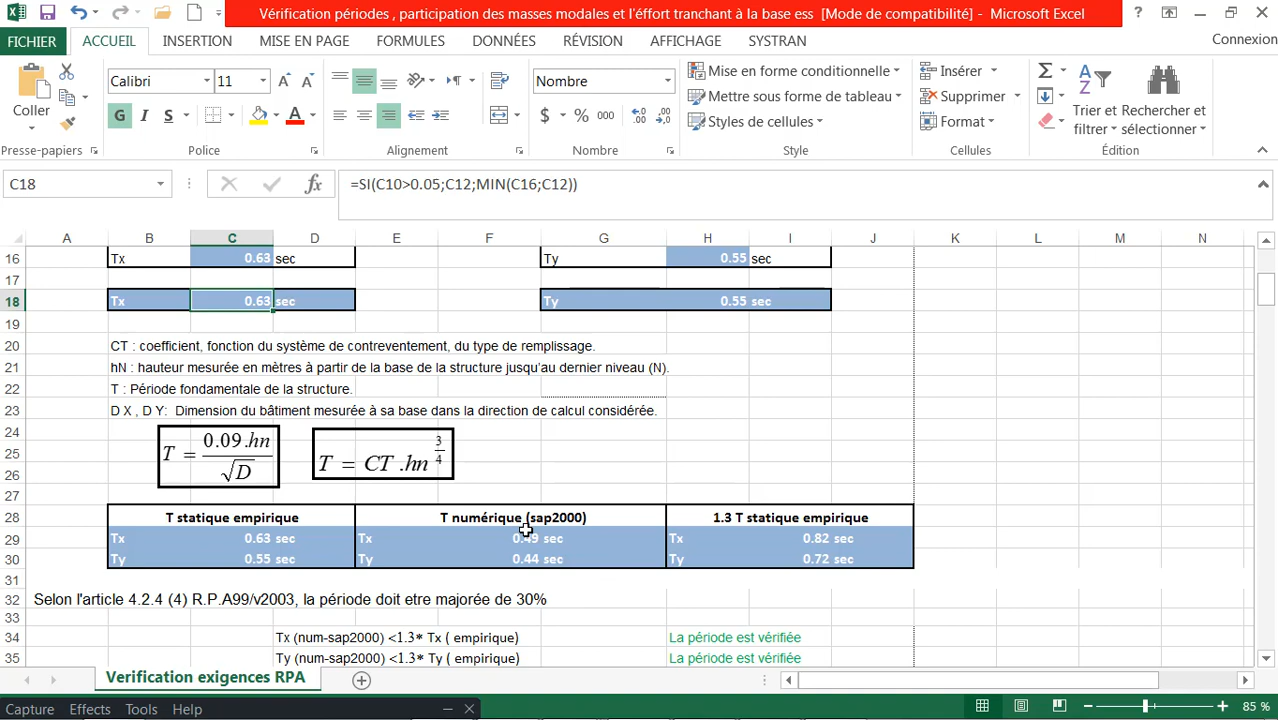 Vérification périodes , participation des masses modales et l.éffort tranchant à la base ess [Mode de compatibilité] - Microsoft Excel
?
FICHIER ACCUEIL INSERTION MISE EN PAGE FORMULES DONNÉES RÉVISION AFFICHAGE SYSTRAN Connexion
Calibri 11 Nombre Mise en forme conditionnelle Insérer
Coller Mettre sous forme de tableau Supprimer Trier et Rechercher et
G I S A $ % 000 Styles de cellules Format filtrer sélectionner
Presse-papiers Police Alignement Nombre Style Cellules Édition
C18 fx =SI(C10>0.05;C12;MIN(C16;C12))
A B C D E F G H I J K L M N
16 Tx 0.63 sec Ty 0.55 sec
17
18 Tx 0.63 sec Ty 0.55 sec
19
20 CT : coefficient, fonction du système de contreventement, du type de remplissage.
21 hN : hauteur mesurée en mètres à partir de la base de la structure jusqu'au dernier niveau (N).
22 T : Période fondamentale de la structure.
23 D X , D Y: Dimension du bâtiment mesurée à sa base dans la direction de calcul considérée.
24
25 T = 0.09 .hn / √D T = CT .hn 3/4
26
27
28 T statique empirique T numérique (sap2000) 1.3 T statique empirique
29 Tx 0.63 sec Tx 0.49 sec Tx 0.82 sec
30 Ty 0.55 sec Ty 0.44 sec Ty 0.72 sec
31
32 Selon l'article 4.2.4 (4) R.P.A99/v2003, la période doit etre majorée de 30%
33
34 Tx (num-sap2000) <1.3* Tx ( empirique) La période est vérifiée
35 Ty (num-sap2000) <1.3* Ty ( empirique) La période est vérifiée
Verification exigences RPA
Capture Effects Tools Help 85 %